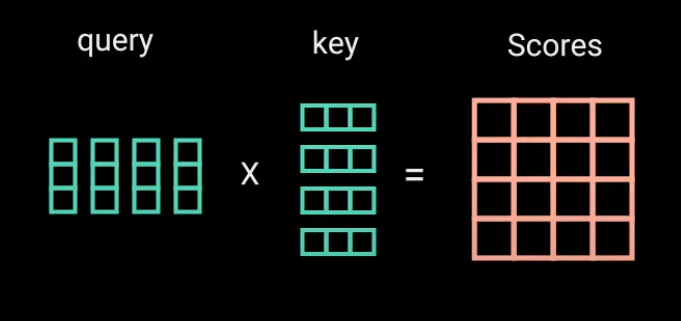 query key Scores
X =